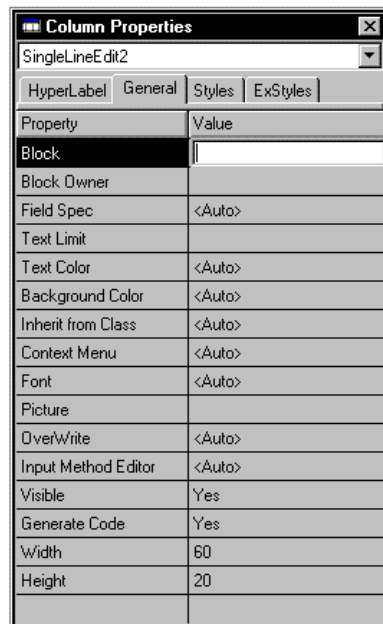 Column Properties
SingleLineEdit2
HyperLabel General Styles ExStyles
Property Value
Block
Block Owner
Field Spec <Auto>
Text Limit
Text Color <Auto>
Background Color <Auto>
Inherit from Class <Auto>
Context Menu <Auto>
Font <Auto>
Picture
OverWrite <Auto>
Input Method Editor <Auto>
Visible Yes
Generate Code Yes
Width 60
Height 20